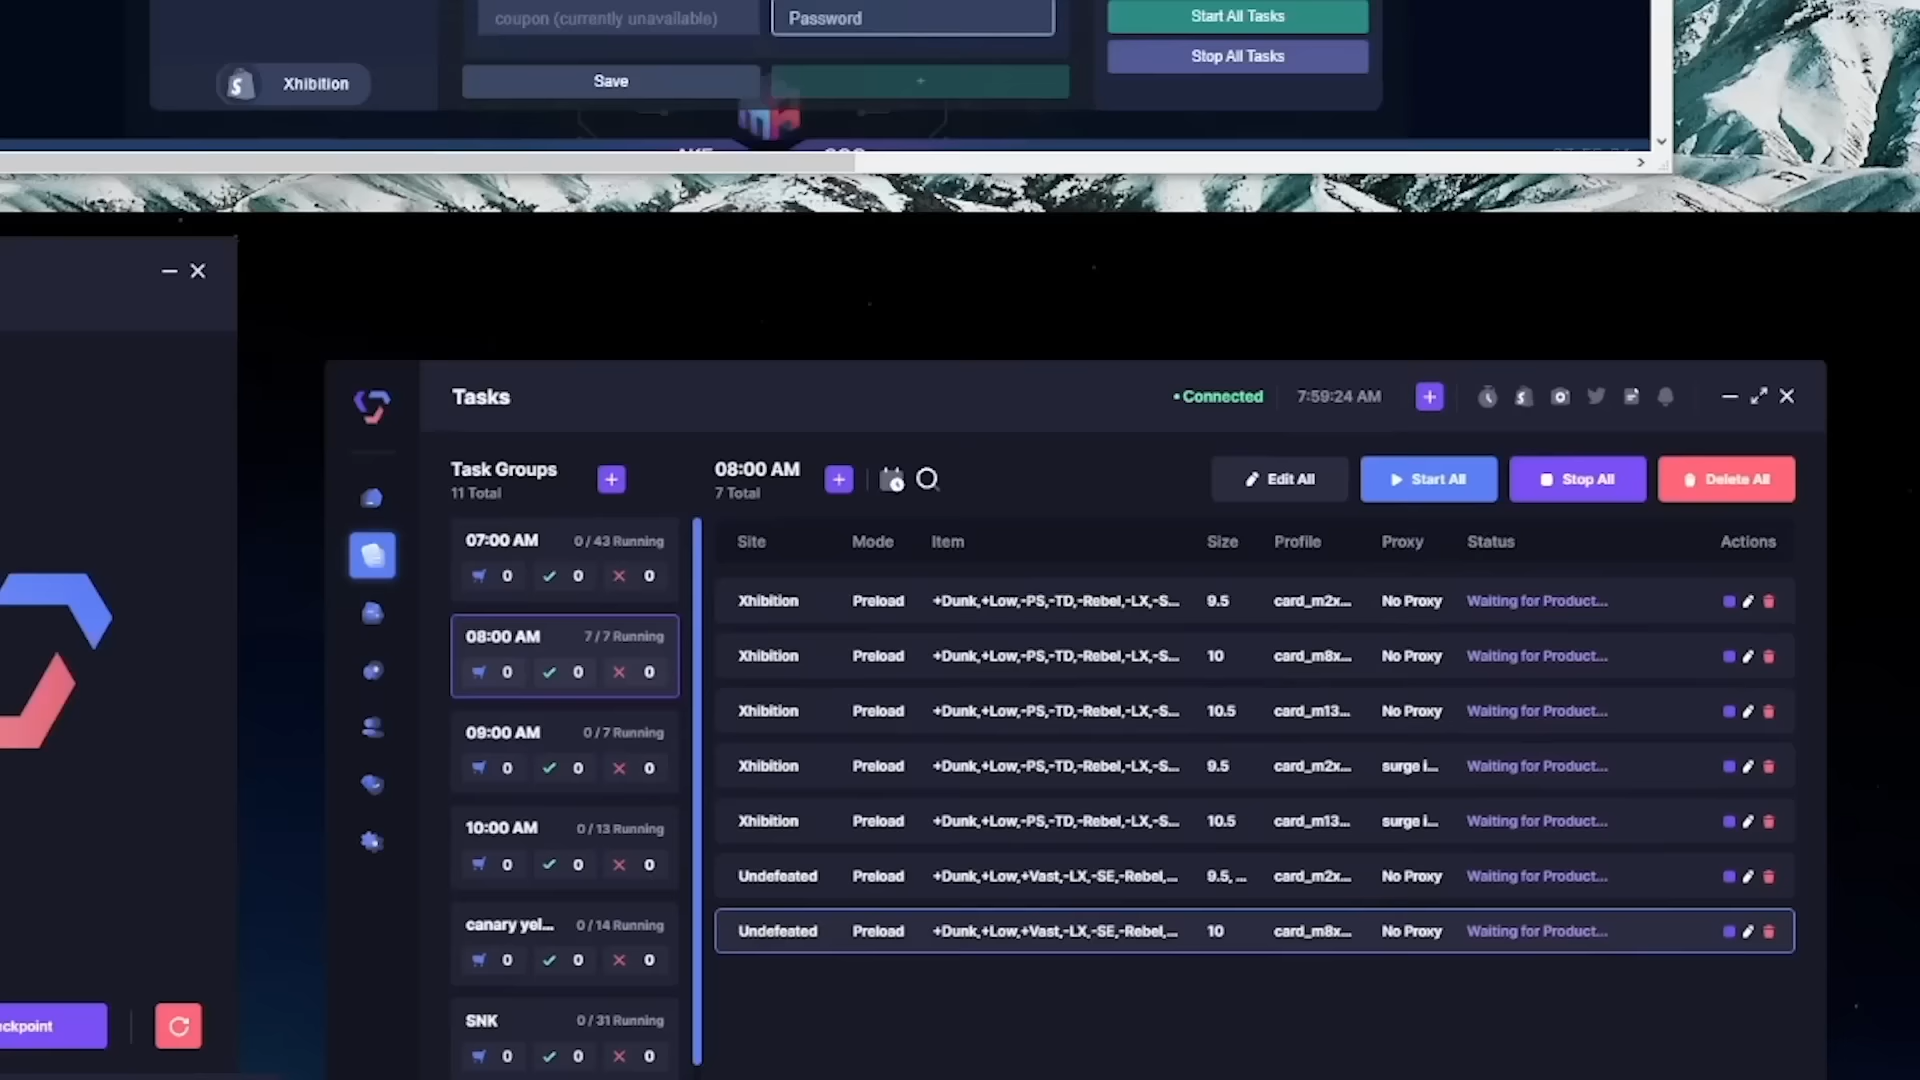 coupon (currently unavailable)
Password
Start All Tasks
Stop All Tasks
Xhibition
Save
+
Tasks
Connected
7:59:24 AM
Task Groups
11 Total
08:00 AM
7 Total
Edit All
Start All
Stop All
Delete All
07:00 AM 0 / 43 Running
0 0 0
08:00 AM 7 / 7 Running
0 0 0
09:00 AM 0 / 7 Running
0 0 0
10:00 AM 0 / 13 Running
0 0 0
canary yel... 0 / 14 Running
0 0 0
SNK 0 / 31 Running
0 0 0
Site Mode Item Size Profile Proxy Status Actions
Xhibition Preload +Dunk,+Low,-PS,-TD,-Rebel,-LX,-S... 9.5 card_m2x... No Proxy Waiting for Product...
Xhibition Preload +Dunk,+Low,-PS,-TD,-Rebel,-LX,-S... 10 card_m8x... No Proxy Waiting for Product...
Xhibition Preload +Dunk,+Low,-PS,-TD,-Rebel,-LX,-S... 10.5 card_m13... No Proxy Waiting for Product...
Xhibition Preload +Dunk,+Low,-PS,-TD,-Rebel,-LX,-S... 9.5 card_m2x... surge i... Waiting for Product...
Xhibition Preload +Dunk,+Low,-PS,-TD,-Rebel,-LX,-S... 10.5 card_m13... surge i... Waiting for Product...
Undefeated Preload +Dunk,+Low,+Vast,-LX,-SE,-Rebel,... 9.5, ... card_m2x... No Proxy Waiting for Product...
Undefeated Preload +Dunk,+Low,+Vast,-LX,-SE,-Rebel,... 10 card_m8x... No Proxy Waiting for Product...
ckpoint